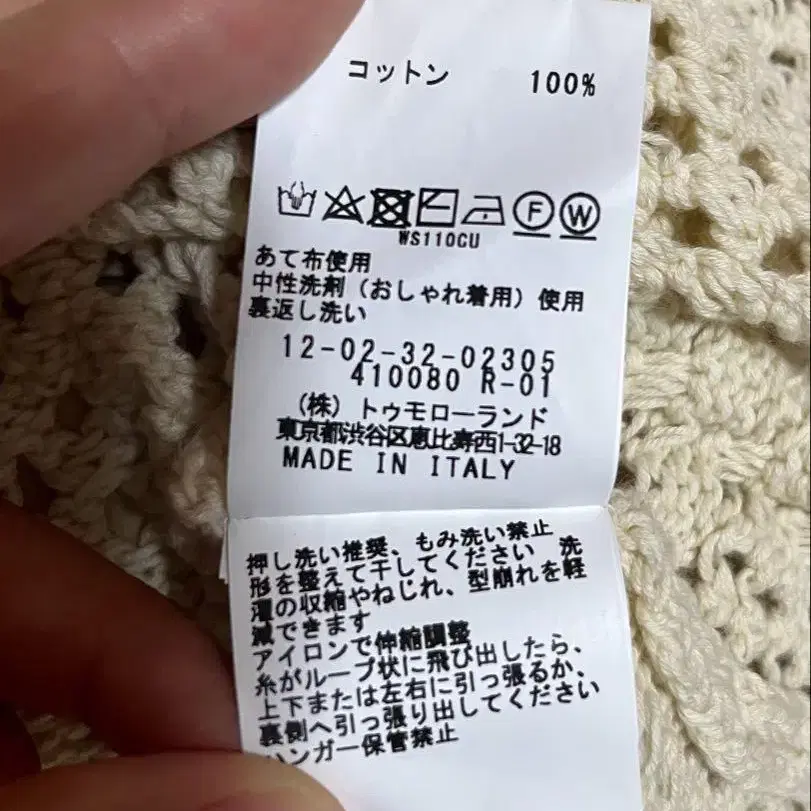 コットン 100%
F W
WS110CU
あて布使用
中性洗剤（おしゃれ着用）使用
裏返し洗い
12-02-32-02305
410080 R-01
（株）トゥモローランド
東京都渋谷区恵比寿西1-32-18
MADE IN ITALY
押し洗い推奨、もみ洗い禁止
形を整えて干してください 洗
濯の収縮やねじれ、型崩れを軽
減できます
アイロンで伸縮調整
糸がループ状に飛び出したら、
上下または左右に引っ張るか、
裏側へ引っ張り出してください
ハンガー保管禁止